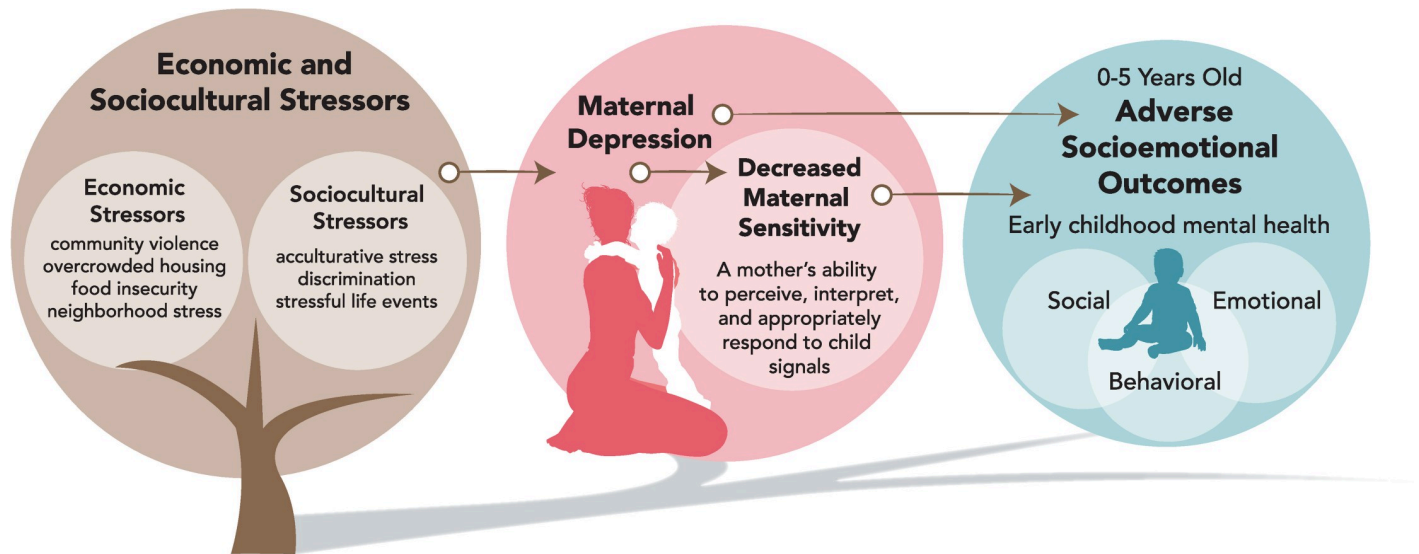 Economic and
Sociocultural Stressors
Economic
Stressors
community violence
overcrowded housing
food insecurity
neighborhood stress
Sociocultural
Stressors
acculturative stress
discrimination
stressful life events
Maternal
Depression
Decreased
Maternal
Sensitivity
A mother’s ability
to perceive, interpret,
and appropriately
respond to child
signals
0-5 Years Old
Adverse
Socioemotional
Outcomes
Early childhood mental health
Social
Emotional
Behavioral